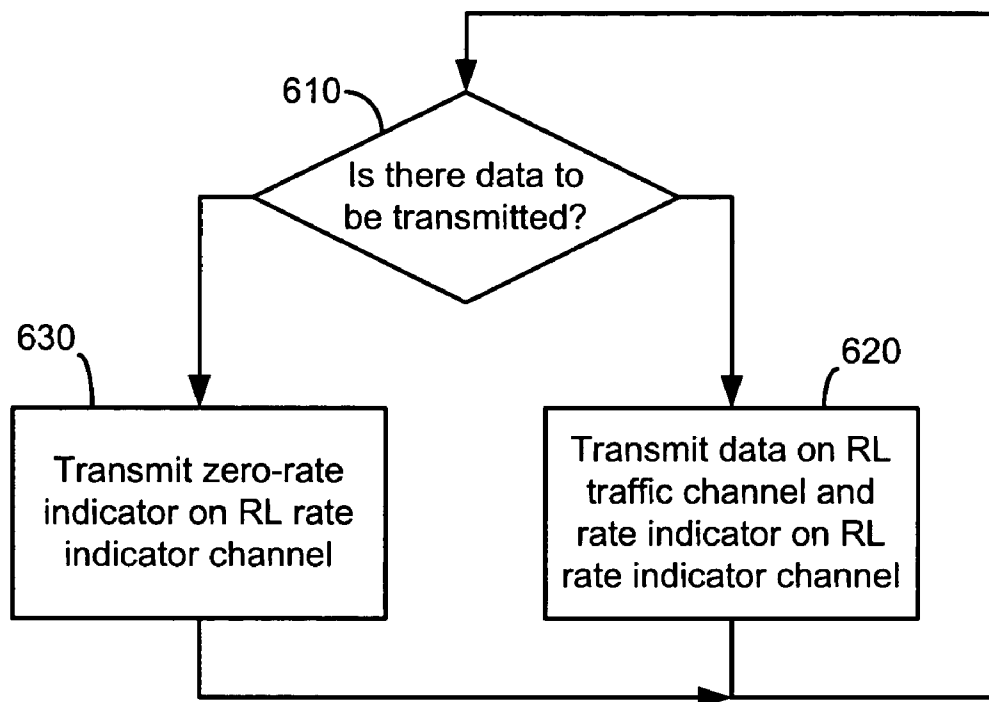 610
Is there data to
be transmitted?
630
620
Transmit zero-rate
indicator on RL rate
indicator channel
Transmit data on RL
traffic channel and
rate indicator on RL
rate indicator channel